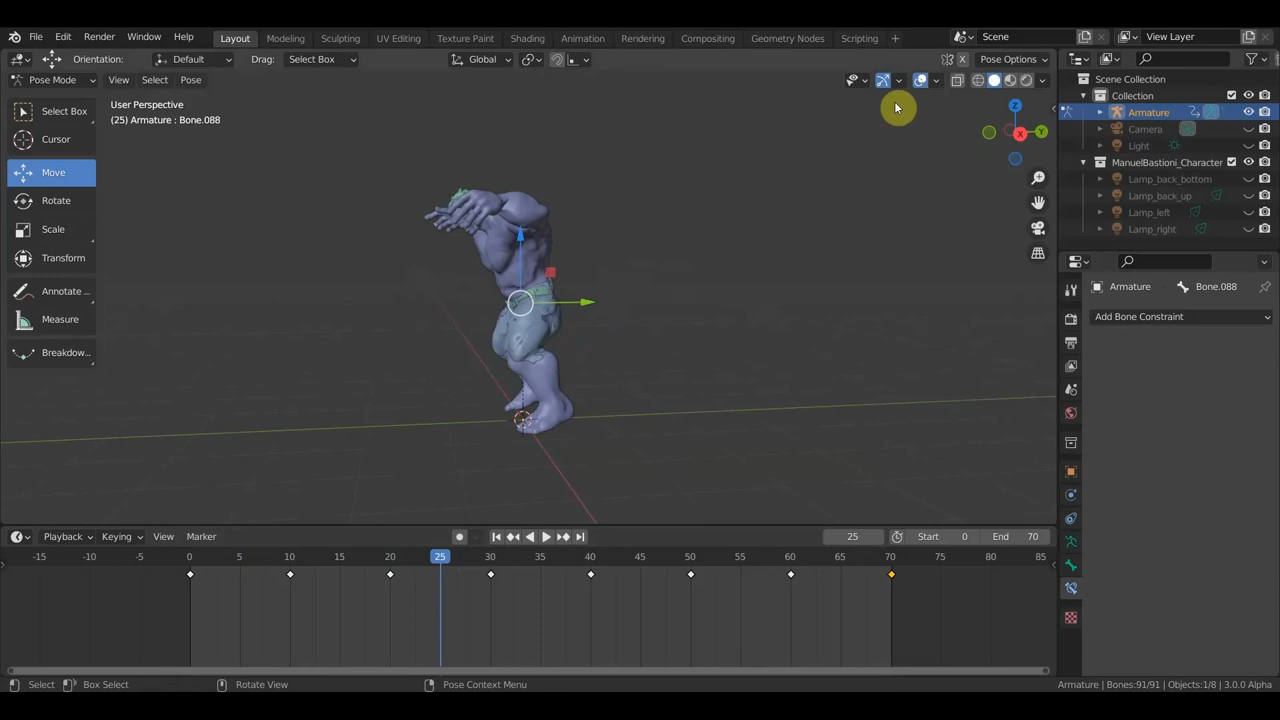 File Edit Render Window Help Layout Modeling Sculpting UV Editing Texture Paint Shading Animation Rendering Compositing Geometry Nodes Scripting + Scene View Layer
Orientation: Default Drag: Select Box Global X Pose Options
Pose Mode View Select Pose
Scene Collection
Collection
Armature
Camera
Light
ManuelBastioni_Character
Lamp_back_bottom
Lamp_back_up
Lamp_left
Lamp_right
Select Box
Cursor
Move
Rotate
Scale
Transform
Annotate...
Measure
Breakdow...
User Perspective
(25) Armature : Bone.088
Z
Y
X
Armature Bone.088
Add Bone Constraint
Playback Keying View Marker 25 Start 0 End 70
-15 -10 -5 0 5 10 15 20 25 30 35 40 45 50 55 60 65 70 75 80 85
Select Box Select Rotate View Pose Context Menu Armature | Bones:91/91 | Objects:1/8 | 3.0.0 Alpha